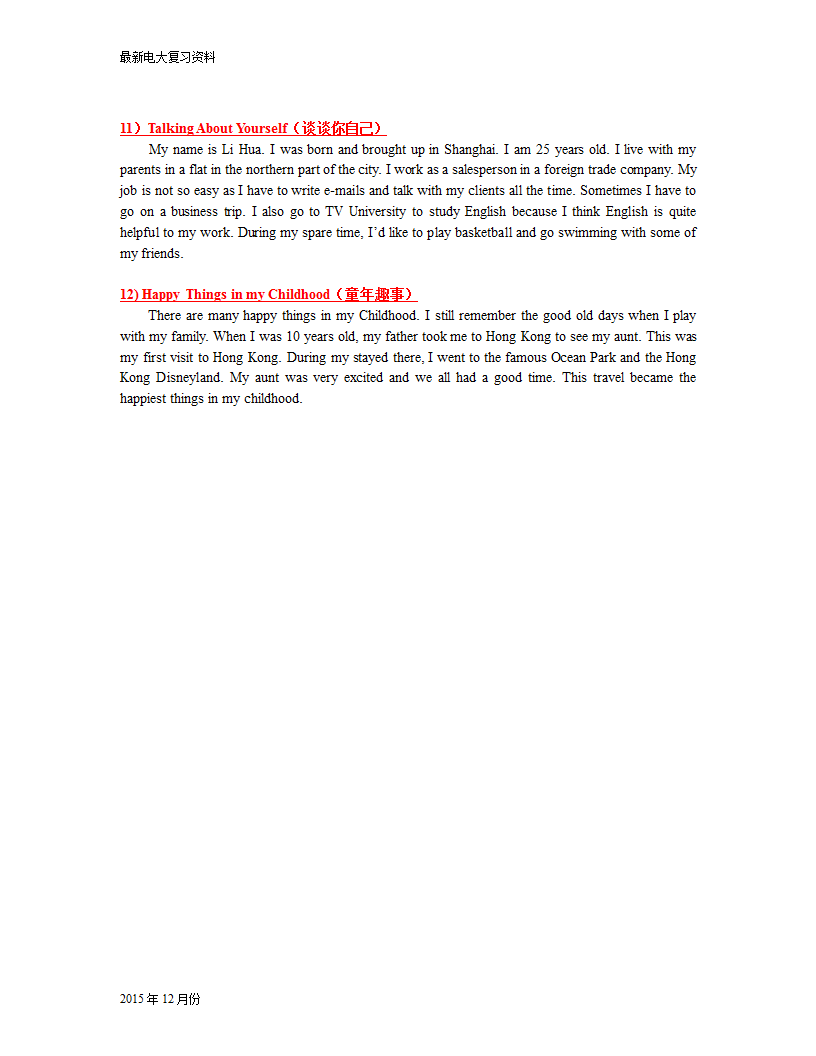 最新电大复习资料
11）Talking About Yourself（谈谈你自己）
My name is Li Hua. I was born and brought up in Shanghai. I am 25 years old. I live with my
parents in a flat in the northern part of the city. I work as a salesperson in a foreign trade company. My
job is not so easy as I have to write e-mails and talk with my clients all the time. Sometimes I have to
go on a business trip. I also go to TV University to study English because I think English is quite
helpful to my work. During my spare time, I’d like to play basketball and go swimming with some of
my friends.
12) Happy Things in my Childhood（童年趣事）
There are many happy things in my Childhood. I still remember the good old days when I play
with my family. When I was 10 years old, my father took me to Hong Kong to see my aunt. This was
my first visit to Hong Kong. During my stayed there, I went to the famous Ocean Park and the Hong
Kong Disneyland. My aunt was very excited and we all had a good time. This travel became the
happiest things in my childhood.
2015 年 12 月份